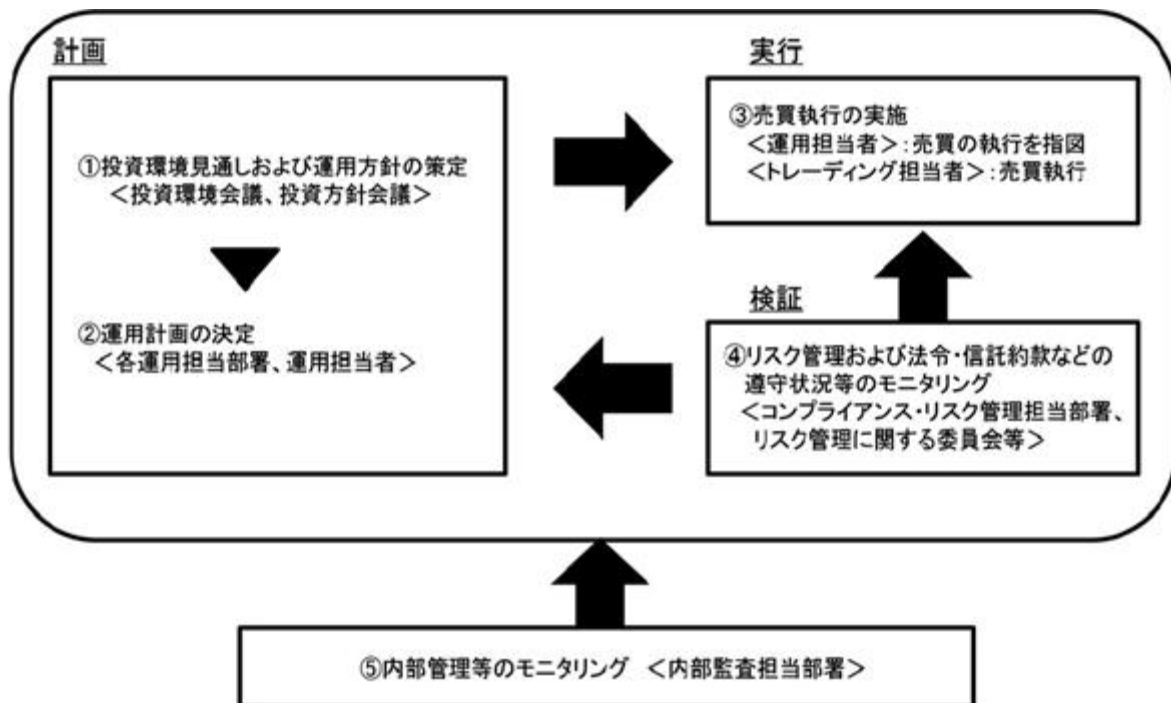 計画
①投資環境見通しおよび運用方針の策定
<投資環境会議、投資方針会議>
②運用計画の決定
<各運用担当部署、運用担当者>
実行
③売買執行の実施
<運用担当者>:売買の執行を指図
<トレーディング担当者>:売買執行
検証
④リスク管理および法令・信託約款などの
遵守状況等のモニタリング
<コンプライアンス・リスク管理担当部署、
リスク管理に関する委員会等>
⑤内部管理等のモニタリング <内部監査担当部署>